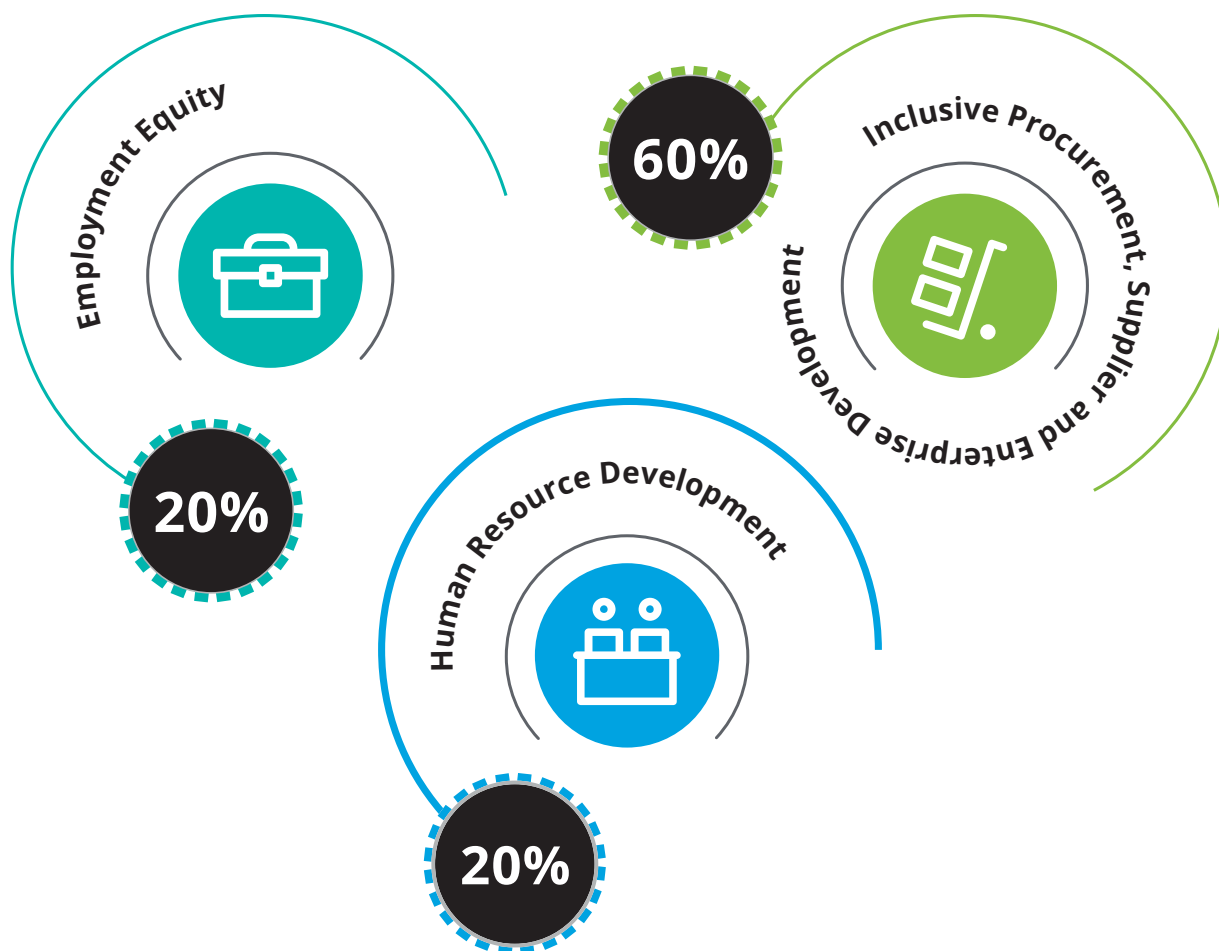 Employment Equity
20%
60%
Inclusive Procurement, Supplier and Enterprise Development
Human Resource Development
20%